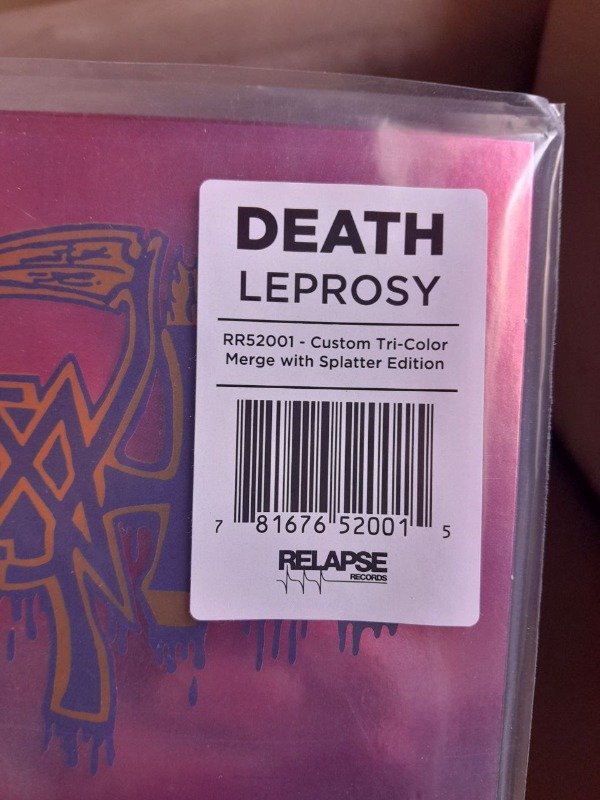 DEATH
LEPROSY
RR52001 - Custom Tri-Color
Merge with Splatter Edition
7 81676 52001 5
RELAPSE
RECORDS